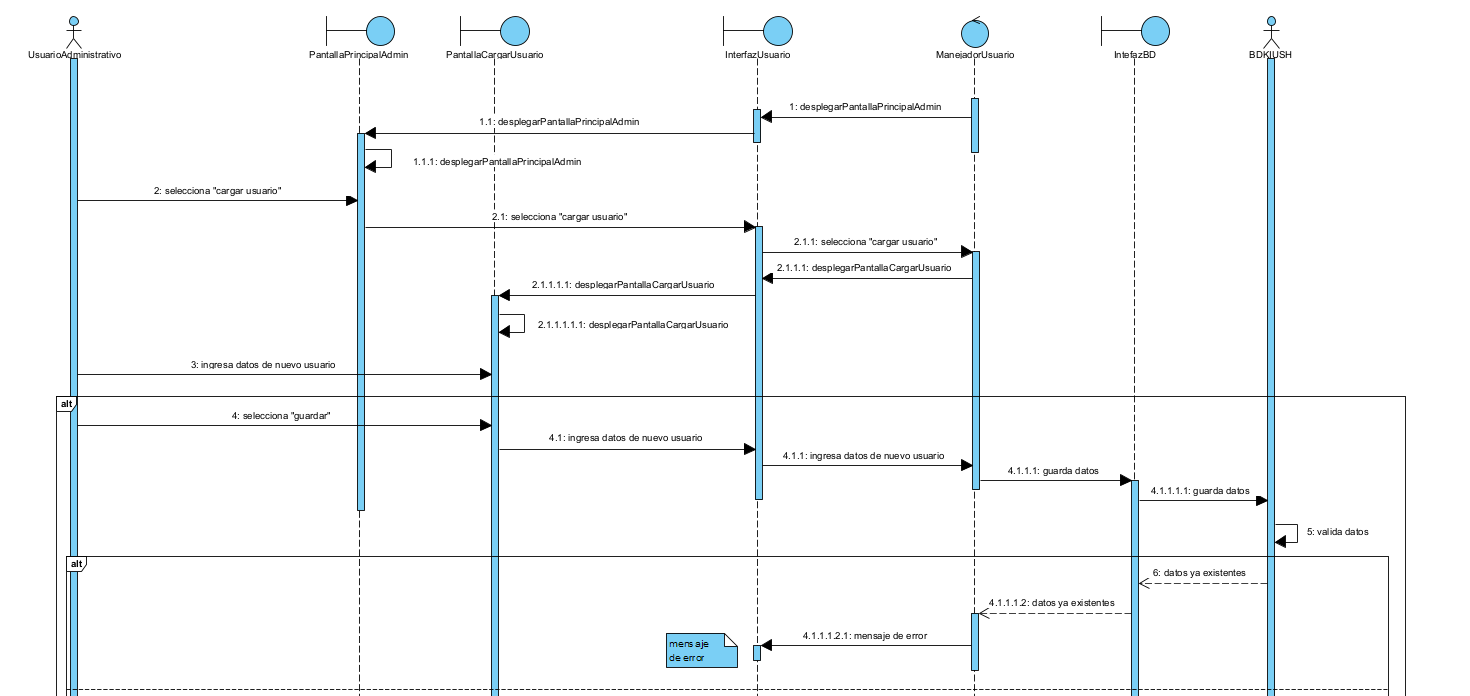 UsuarioAdministrativo
PantallaPrincipalAdmin
PantallaCargarUsuario
InterfazUsuario
ManejadorUsuario
IntefazBD
BDKIUSH
1: desplegarPantallaPrincipalAdmin
1.1: desplegarPantallaPrincipalAdmin
1.1.1: desplegarPantallaPrincipalAdmin
2: selecciona "cargar usuario"
2.1: selecciona "cargar usuario"
2.1.1: selecciona "cargar usuario"
2.1.1.1: desplegarPantallaCargarUsuario
2.1.1.1.1: desplegarPantallaCargarUsuario
2.1.1.1.1.1: desplegarPantallaCargarUsuario
3: ingresa datos de nuevo usuario
alt
4: selecciona "guardar"
4.1: ingresa datos de nuevo usuario
4.1.1: ingresa datos de nuevo usuario
4.1.1.1: guarda datos
4.1.1.1.1: guarda datos
5: valida datos
alt
6: datos ya existentes
4.1.1.1.2: datos ya existentes
4.1.1.1.2.1: mensaje de error
mensaje
de error